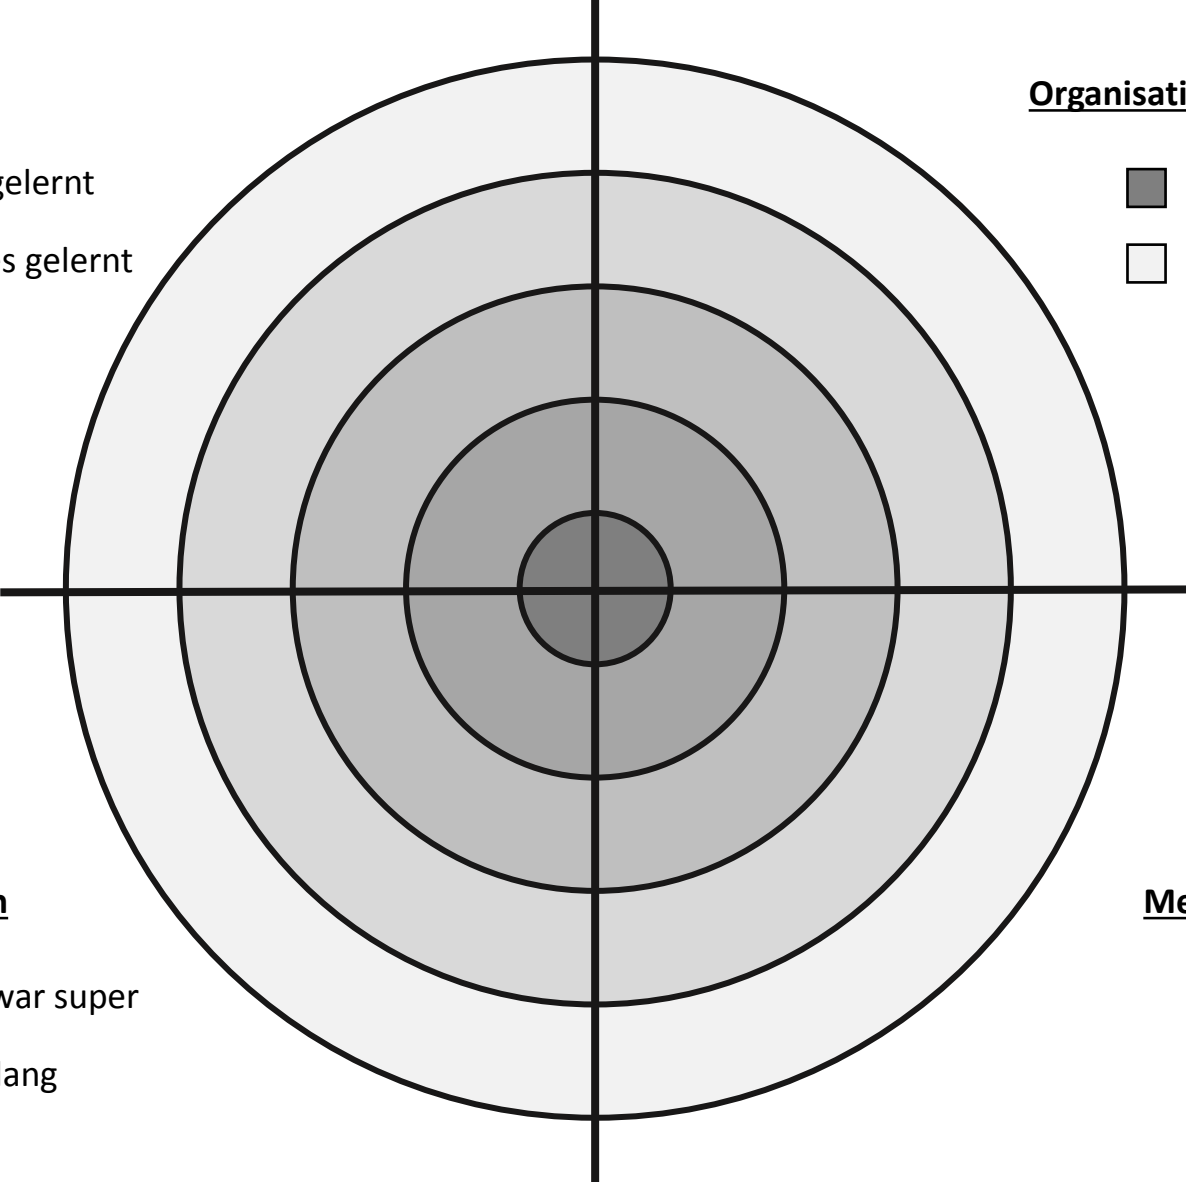 Organisati
gelernt
s gelernt
n
Me
war super
lang